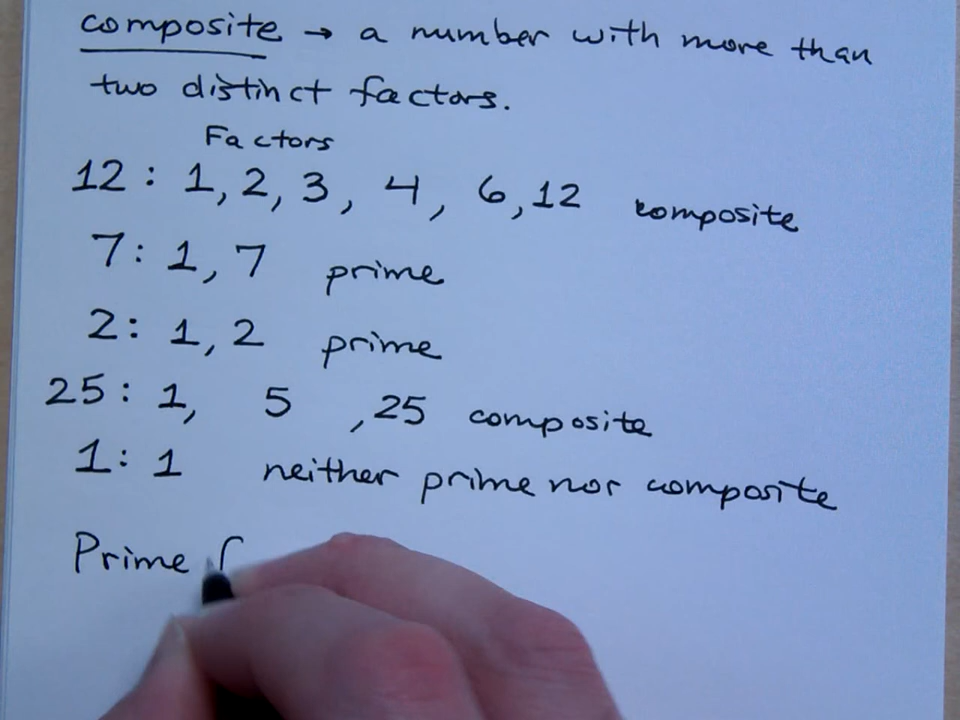 composite → a number with more than
two distinct factors.
Factors
12: 1, 2, 3, 4, 6, 12 composite
7: 1, 7 prime
2: 1, 2 prime
25: 1, 5 , 25 composite
1: 1 neither prime nor composite
Prime f